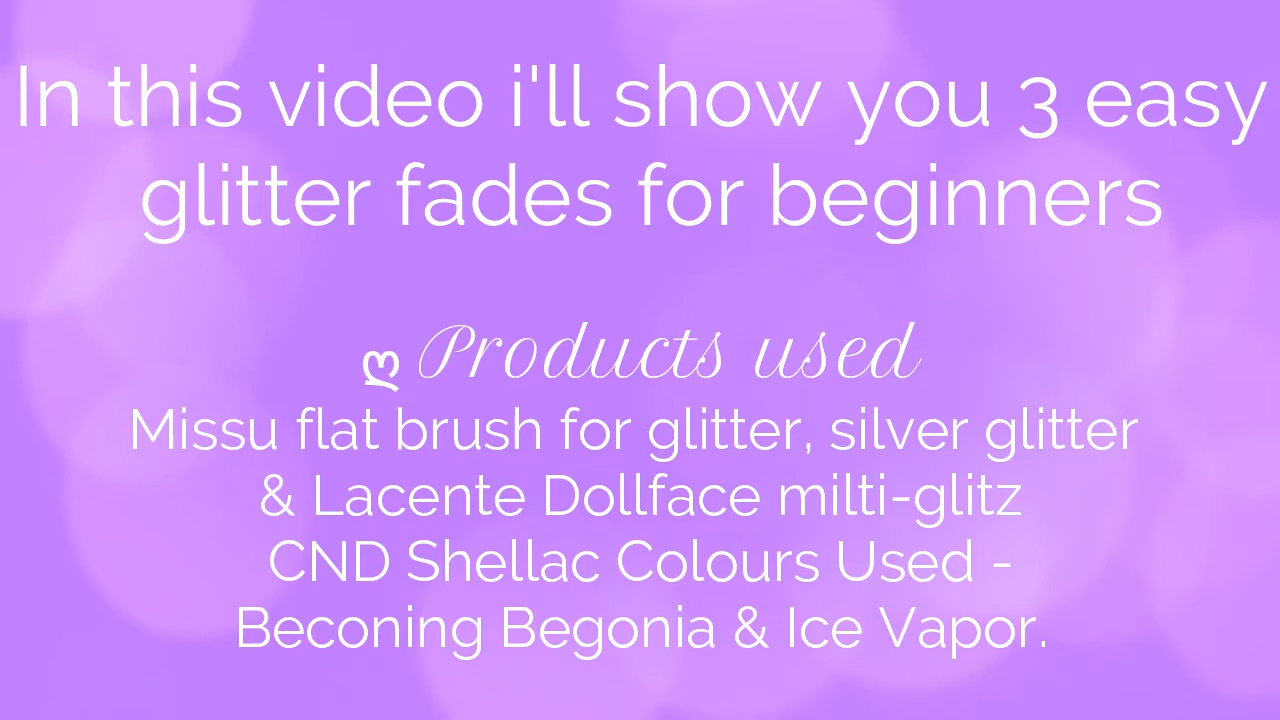 In this video i'll show you 3 easy
glitter fades for beginners
ღ Products used
Missu flat brush for glitter, silver glitter
& Lacente Dollface milti-glitz
CND Shellac Colours Used -
Beconing Begonia & Ice Vapor.